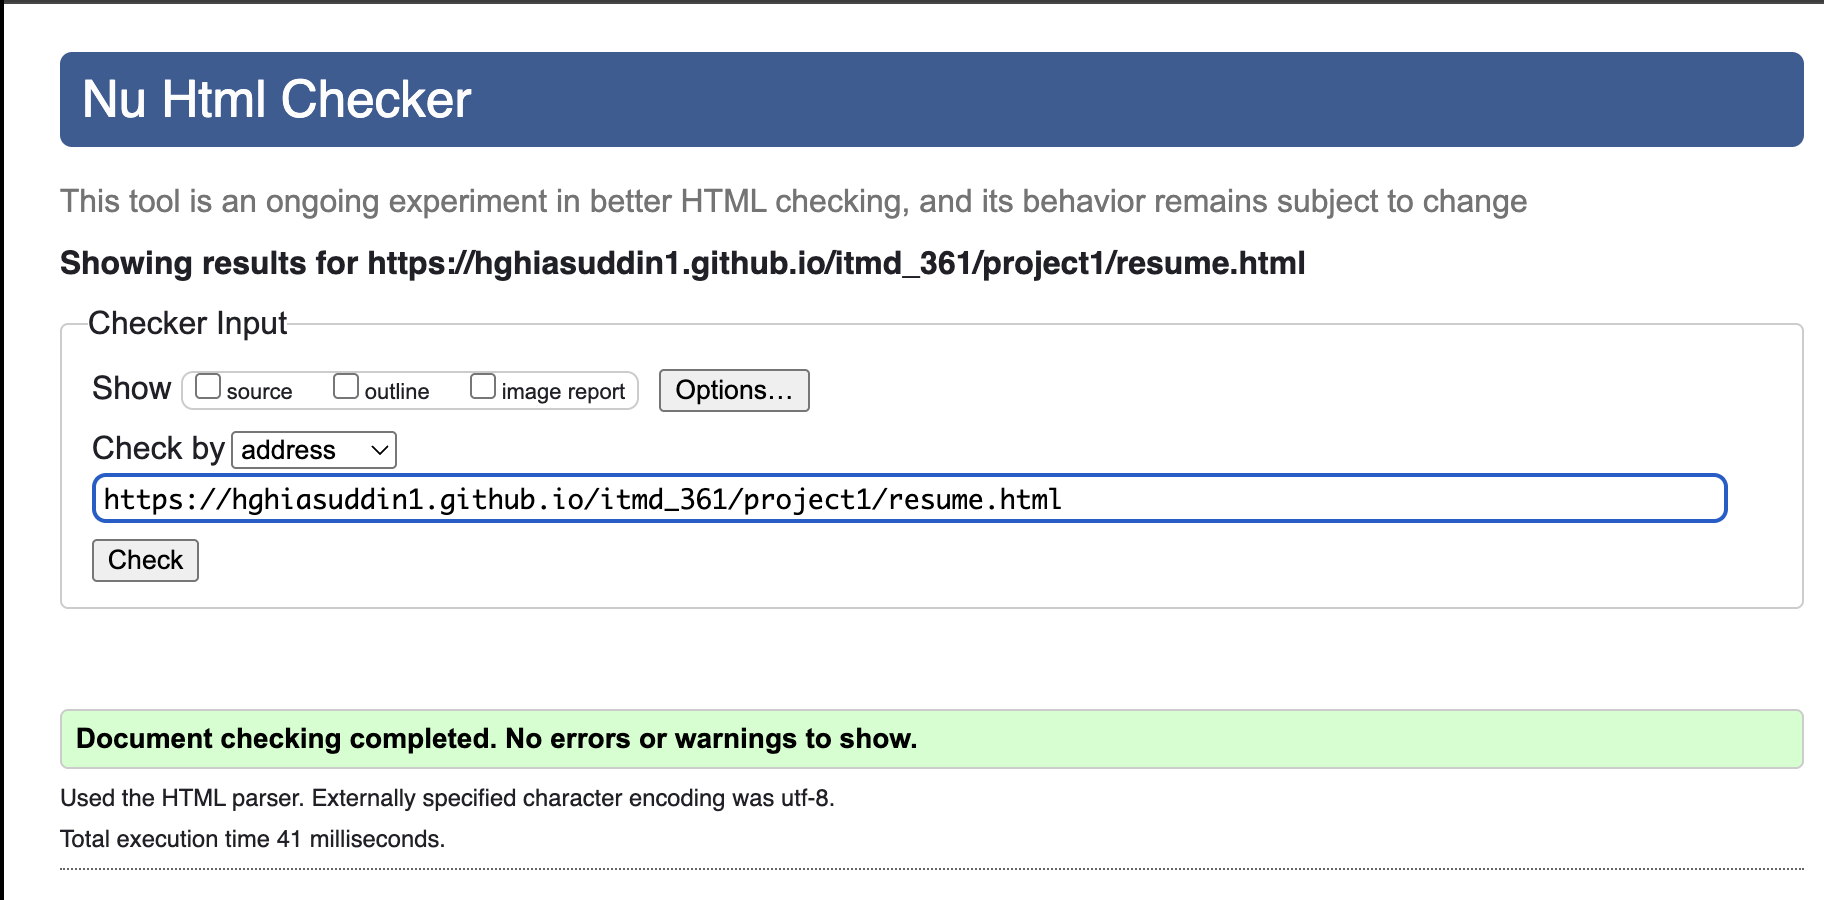 Nu Html Checker
This tool is an ongoing experiment in better HTML checking, and its behavior remains subject to change
Showing results for https://hghiasuddin1.github.io/itmd_361/project1/resume.html
Checker Input
Show source outline image report Options...
Check by address
https://hghiasuddin1.github.io/itmd_361/project1/resume.html
Check
Document checking completed. No errors or warnings to show.
Used the HTML parser. Externally specified character encoding was utf-8.
Total execution time 41 milliseconds.